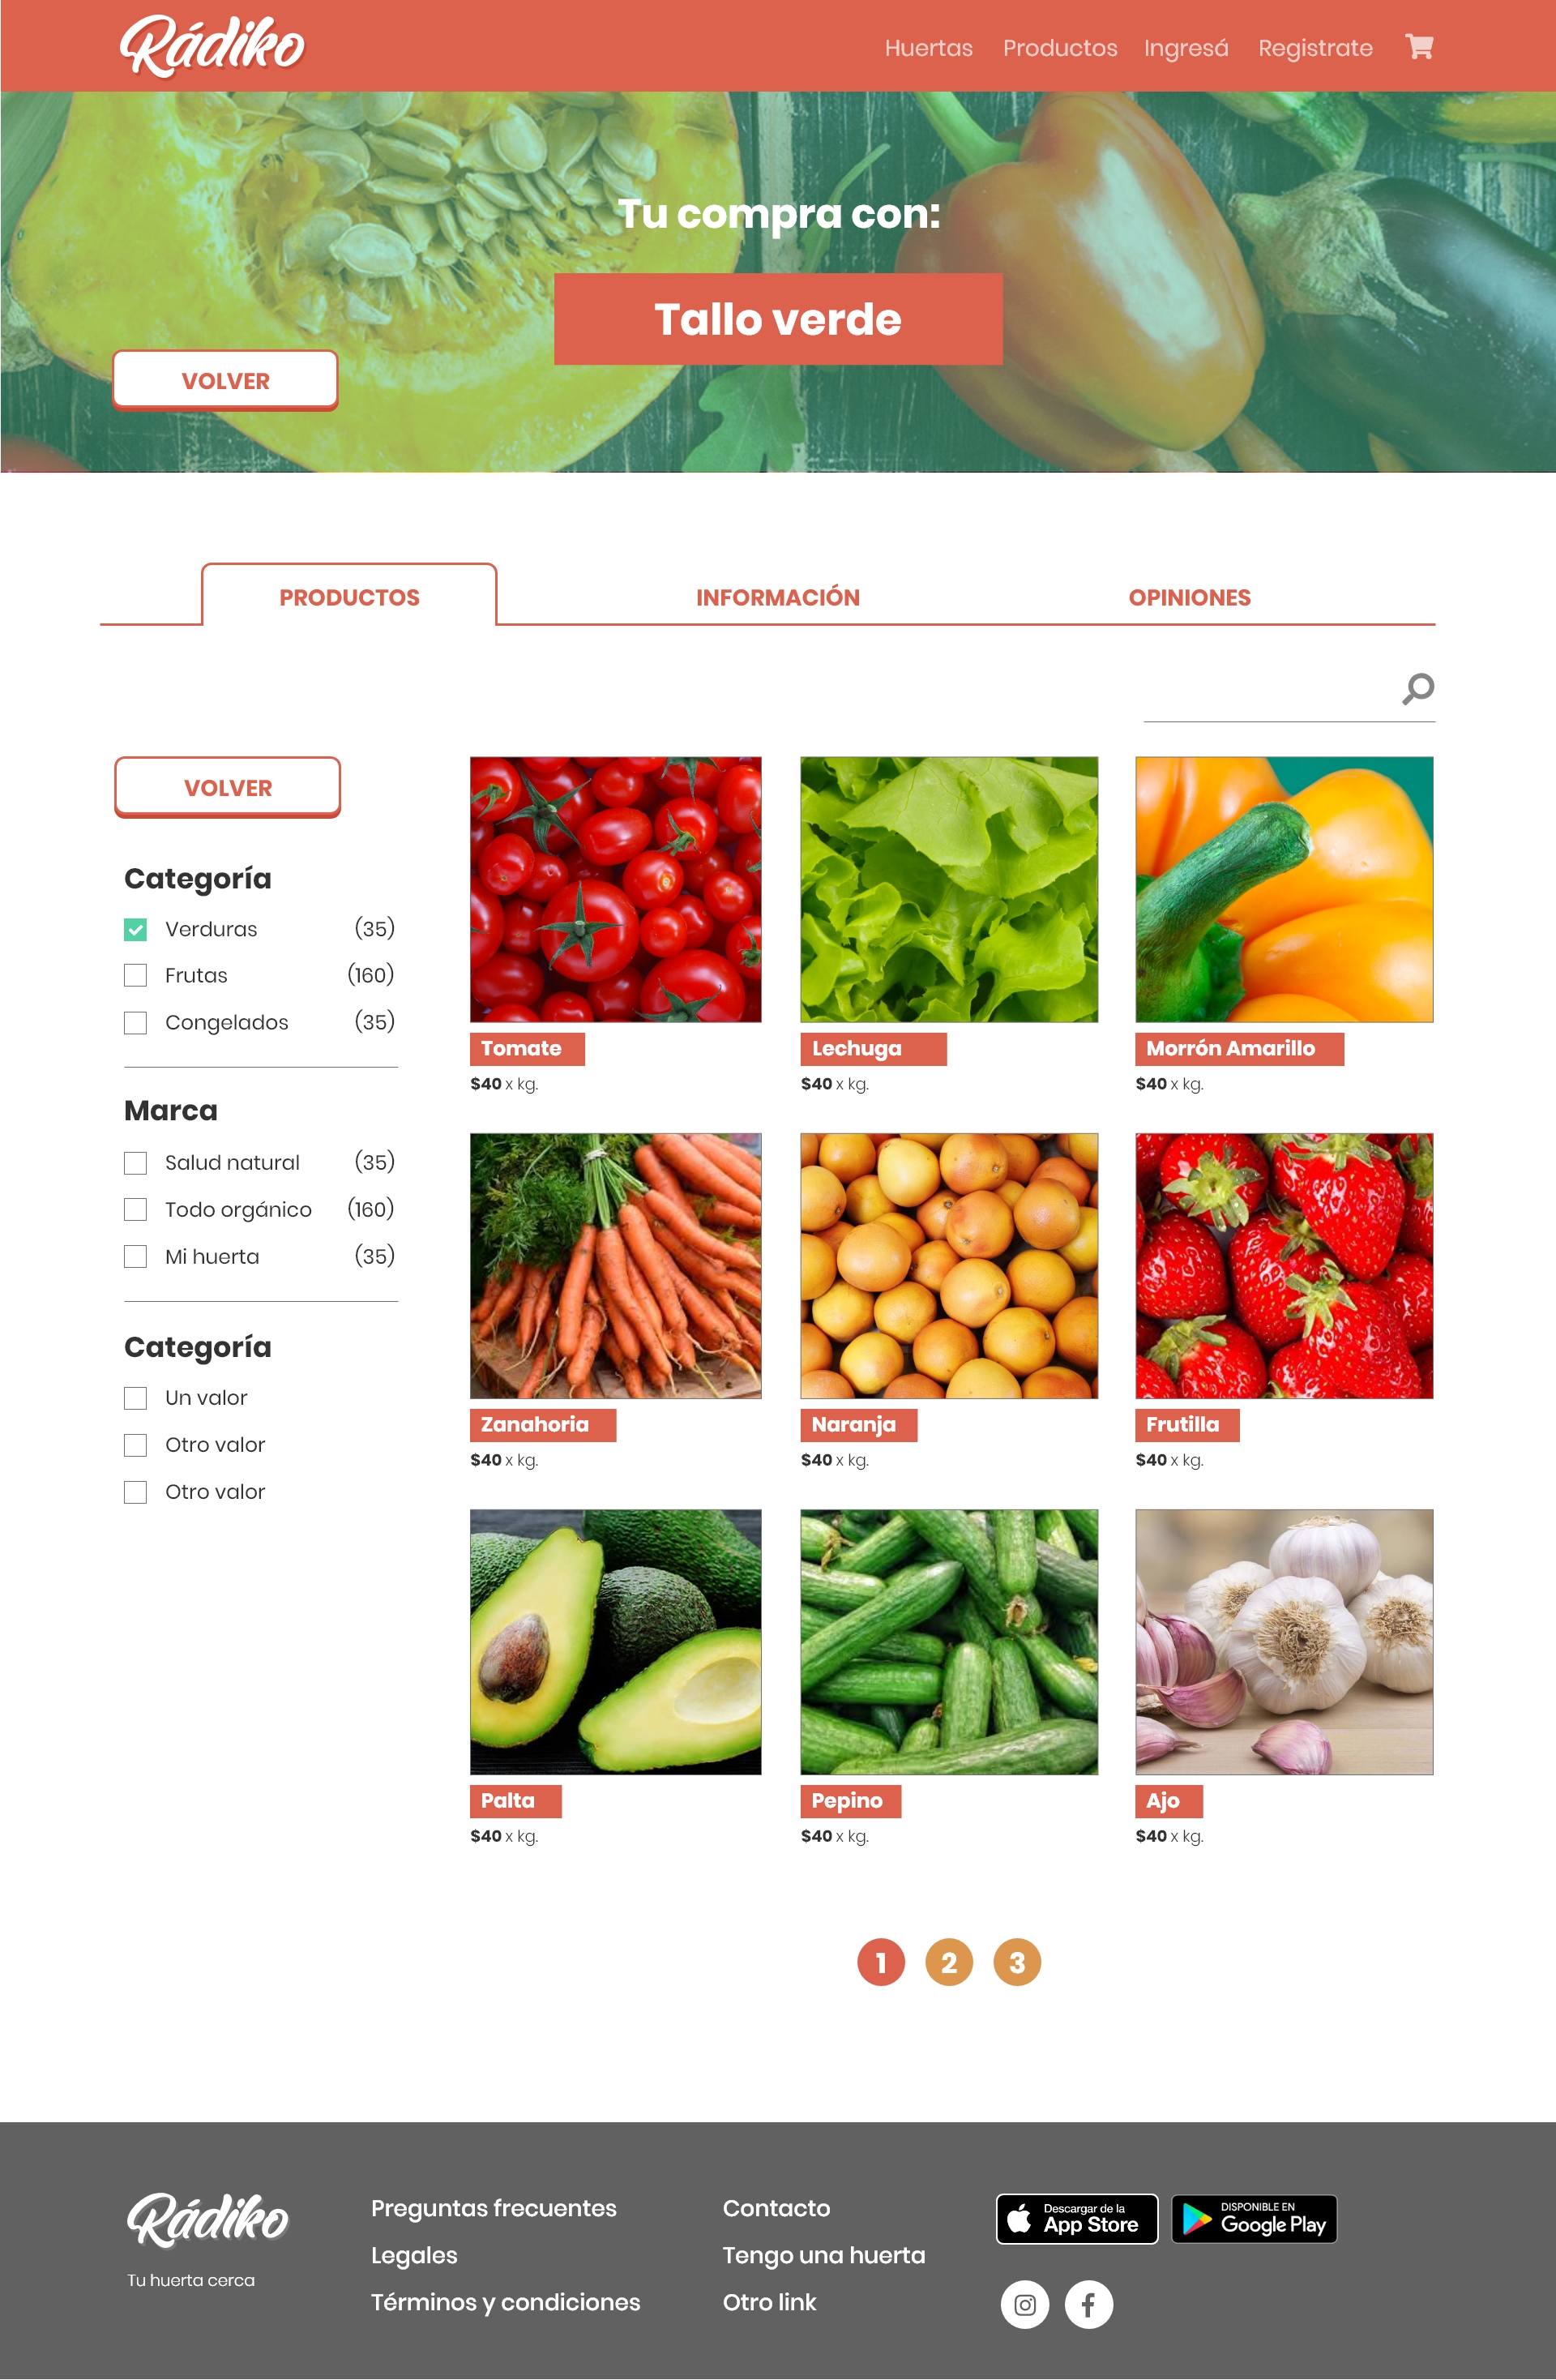 Rádiko
Huertas Productos Ingresá Registrate
Tu compra con:
Tallo verde
VOLVER
PRODUCTOS INFORMACIÓN OPINIONES
VOLVER
Categoría
Verduras (35)
Frutas (160)
Congelados (35)
Marca
Salud natural (35)
Todo orgánico (160)
Mi huerta (35)
Categoría
Un valor
Otro valor
Otro valor
Tomate
$40 x kg.
Lechuga
$40 x kg.
Morrón Amarillo
$40 x kg.
Zanahoria
$40 x kg.
Naranja
$40 x kg.
Frutilla
$40 x kg.
Palta
$40 x kg.
Pepino
$40 x kg.
Ajo
$40 x kg.
1 2 3
Rádiko
Tu huerta cerca
Preguntas frecuentes
Legales
Términos y condiciones
Contacto
Tengo una huerta
Otro link
Descargar de la
App Store
DISPONIBLE EN
Google Play